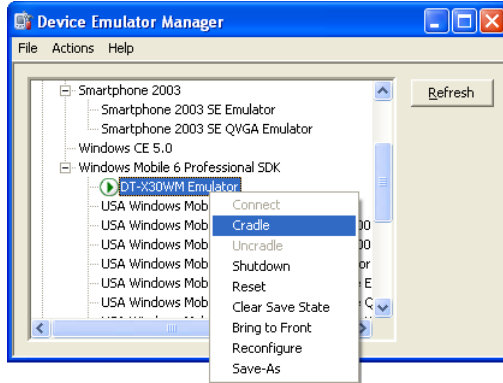 Device Emulator Manager
File Actions Help
Smartphone 2003
Refresh
Smartphone 2003 SE Emulator
Smartphone 2003 SE QVGA Emulator
Windows CE 5.0
Windows Mobile 6 Professional SDK
DT-X30WM Emulator
USA Windows Mob
Connect
USA Windows Mob
Cradle
00
USA Windows Mob
Uncradle
00
USA Windows Mob
Shutdown
or
USA Windows Mob
Reset
E
USA Windows Mob
Clear Save State
Q
Bring to Front
Reconfigure
Save-As